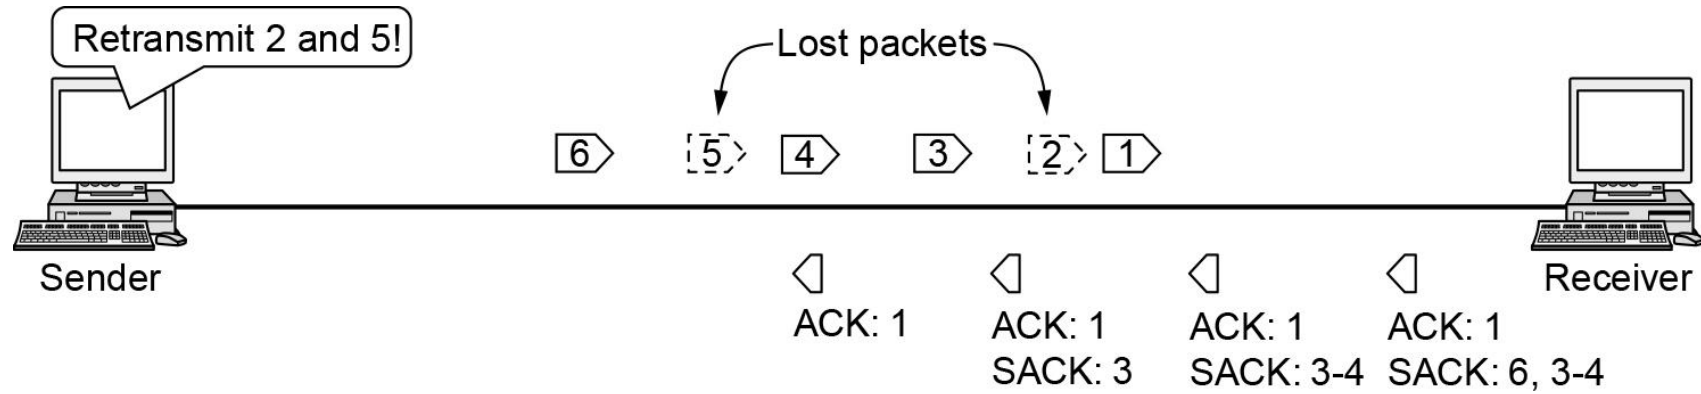 Retransmit 2 and 5!
Lost packets
6 5 4 3 2 1
Sender
Receiver
ACK: 1
ACK: 1
SACK: 3
ACK: 1
SACK: 3-4
ACK: 1
SACK: 6, 3-4